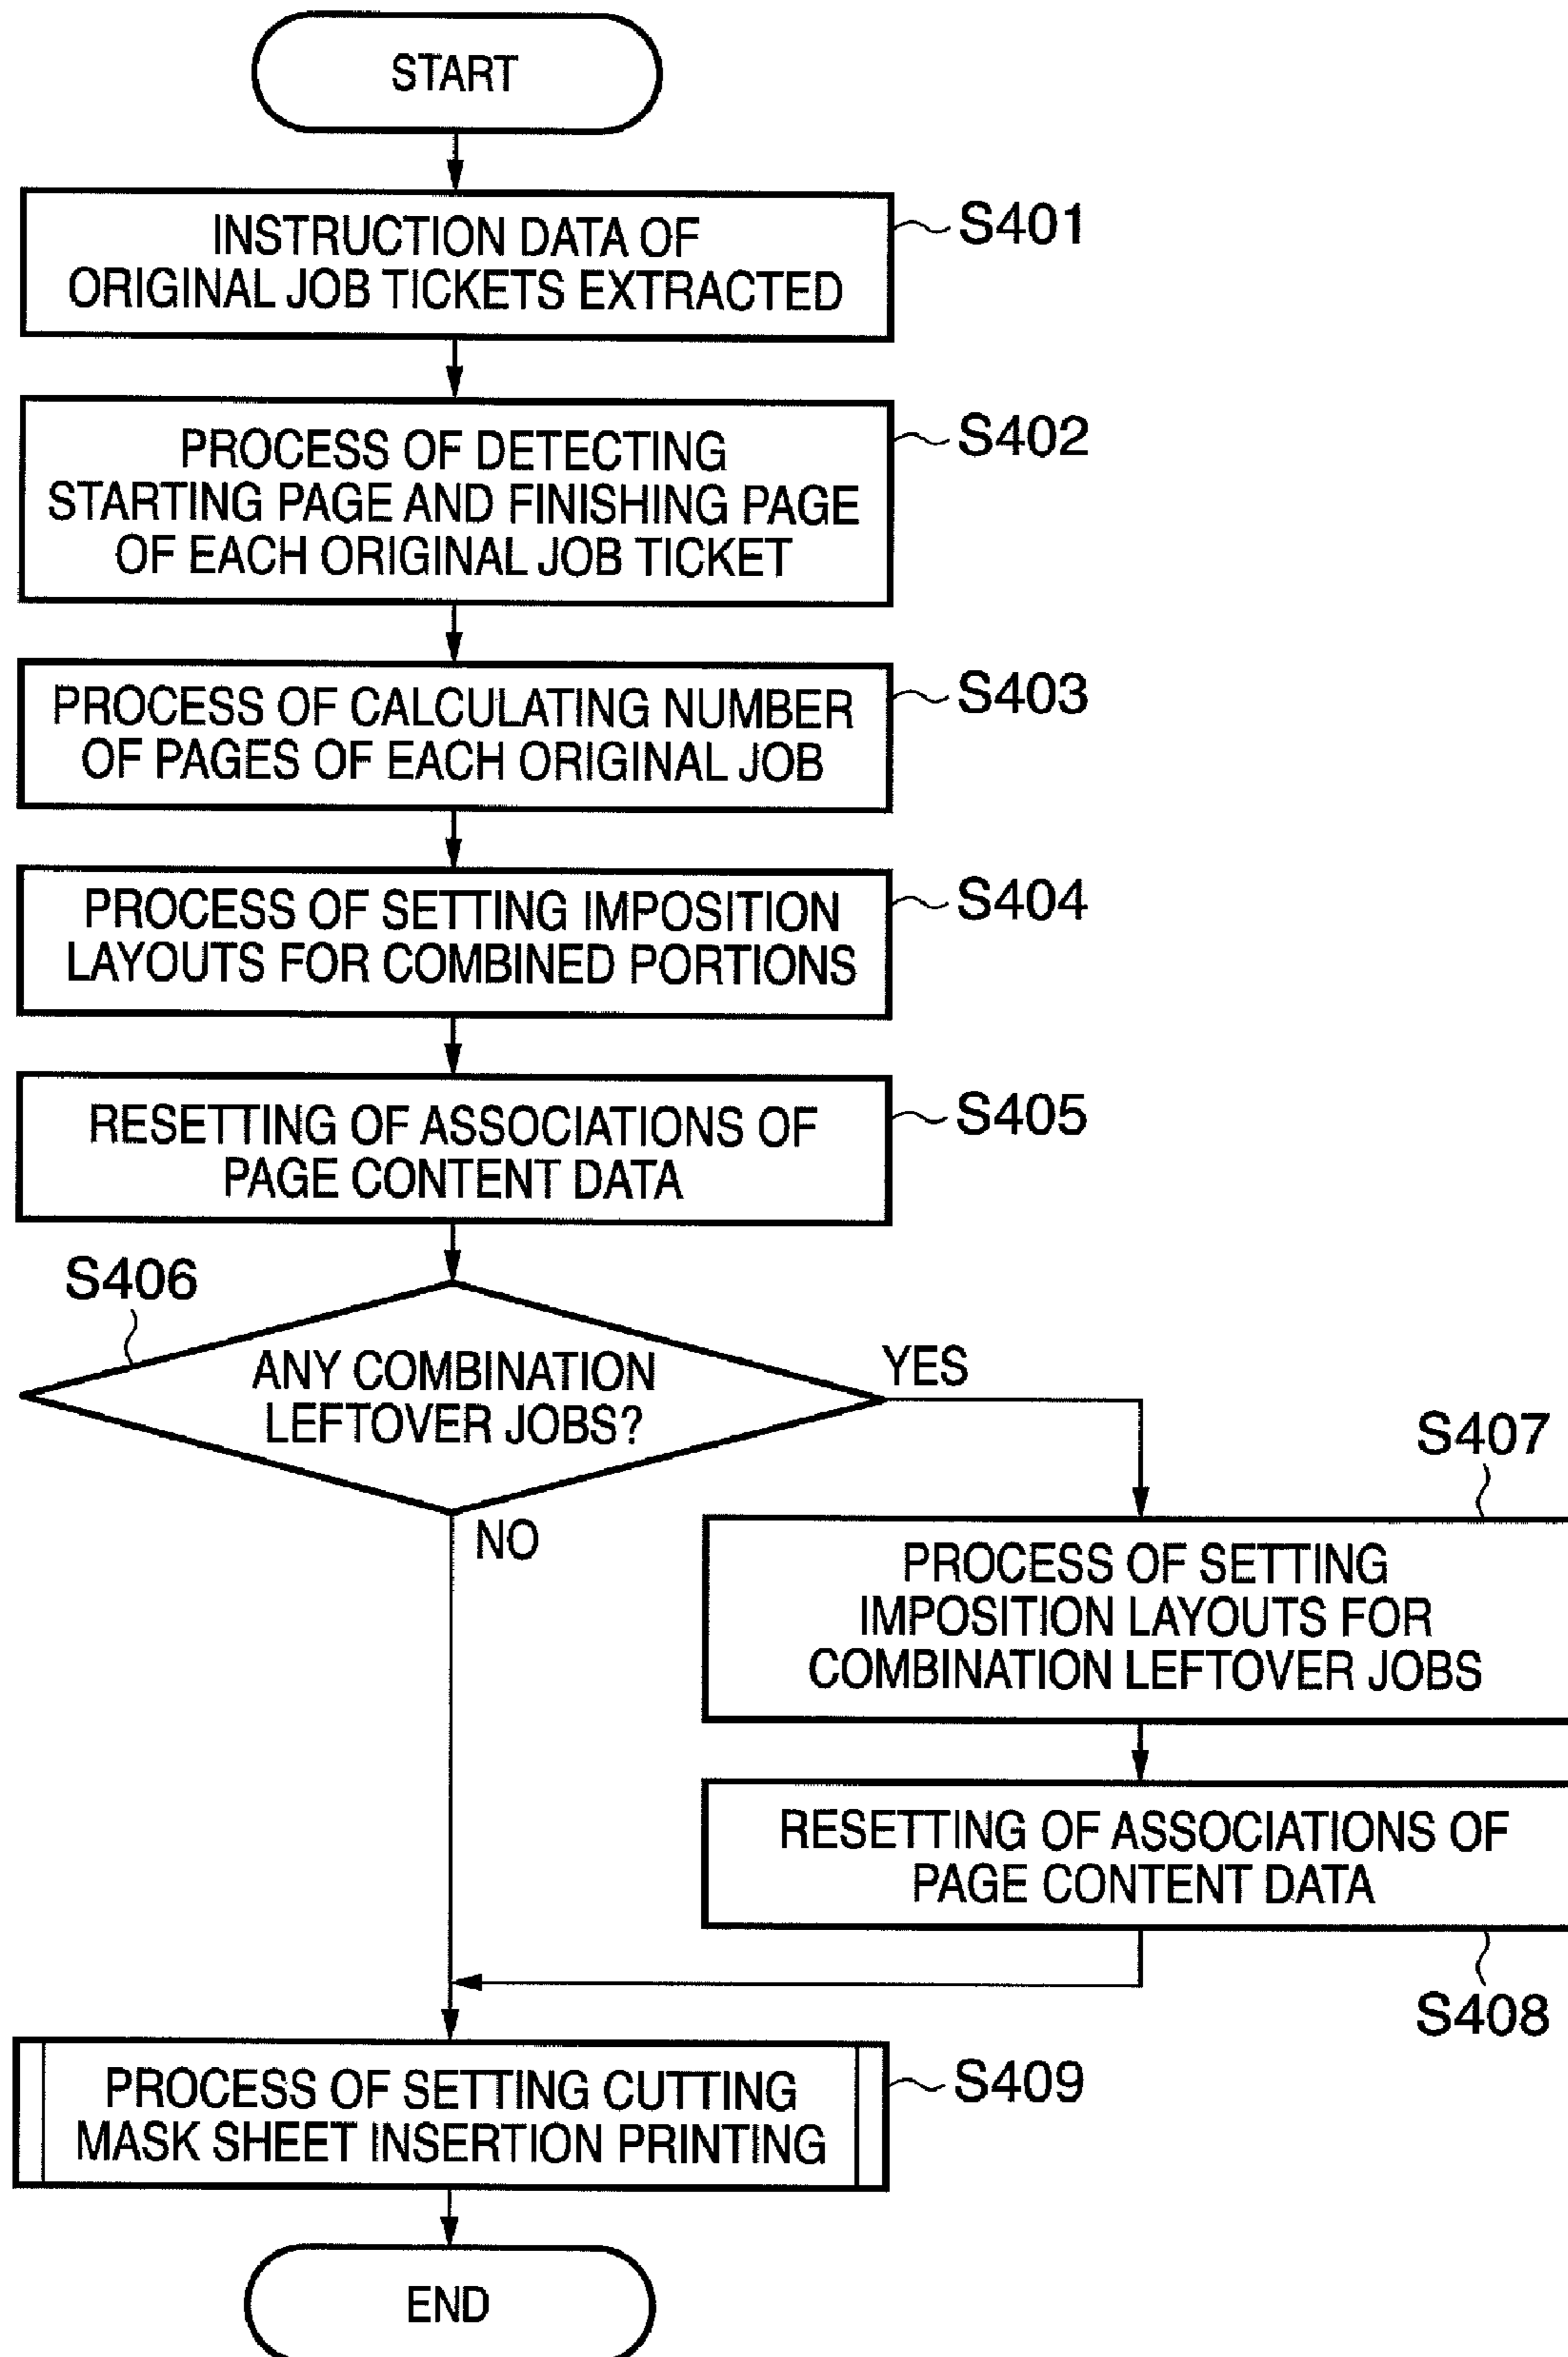 START
INSTRUCTION DATA OF
ORIGINAL JOB TICKETS EXTRACTED
S401
PROCESS OF DETECTING
STARTING PAGE AND FINISHING PAGE
OF EACH ORIGINAL JOB TICKET
S402
PROCESS OF CALCULATING NUMBER
OF PAGES OF EACH ORIGINAL JOB
S403
PROCESS OF SETTING IMPOSITION
LAYOUTS FOR COMBINED PORTIONS
S404
RESETTING OF ASSOCIATIONS OF
PAGE CONTENT DATA
S405
S406
ANY COMBINATION
LEFTOVER JOBS?
YES
NO
S407
PROCESS OF SETTING
IMPOSITION LAYOUTS FOR
COMBINATION LEFTOVER JOBS
RESETTING OF ASSOCIATIONS OF
PAGE CONTENT DATA
S408
PROCESS OF SETTING CUTTING
MASK SHEET INSERTION PRINTING
S409
END